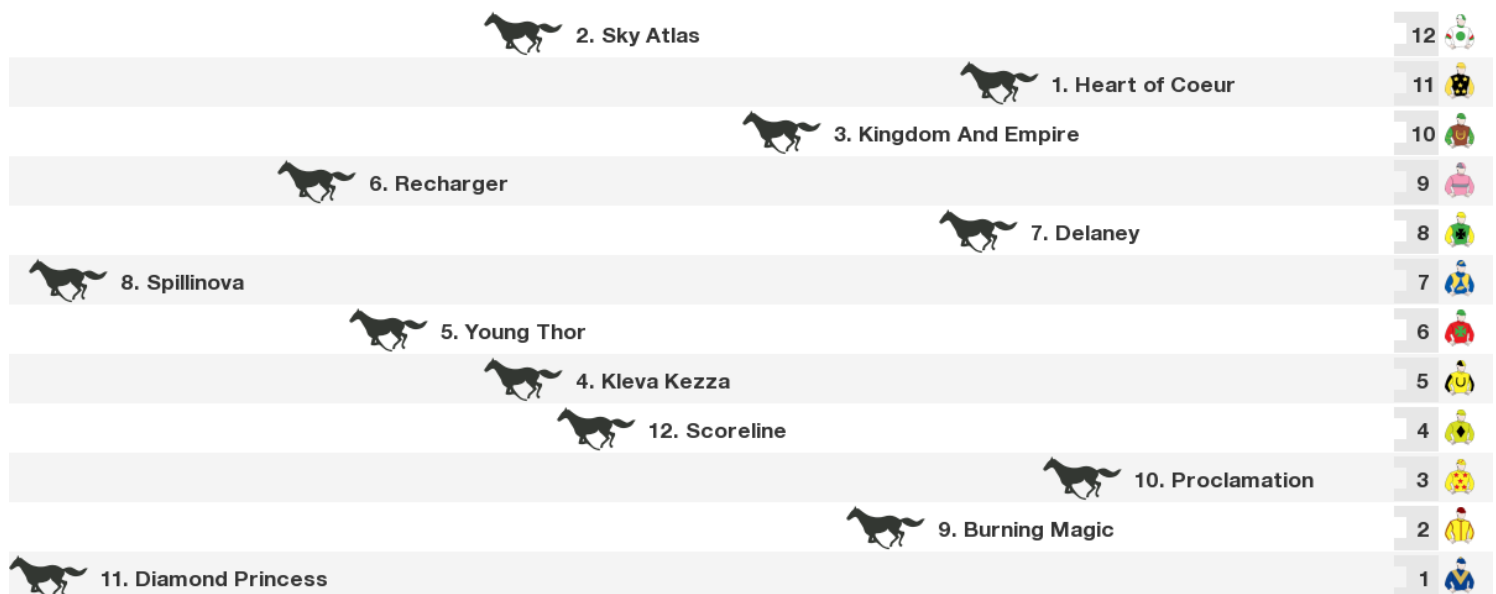 2. Sky Atlas 12
1. Heart of Coeur 11
3. Kingdom And Empire 10
6. Recharger 9
7. Delaney 8
8. Spillinova 7
5. Young Thor 6
4. Kleva Kezza 5
12. Scoreline 4
10. Proclamation 3
9. Burning Magic 2
11. Diamond Princess 1